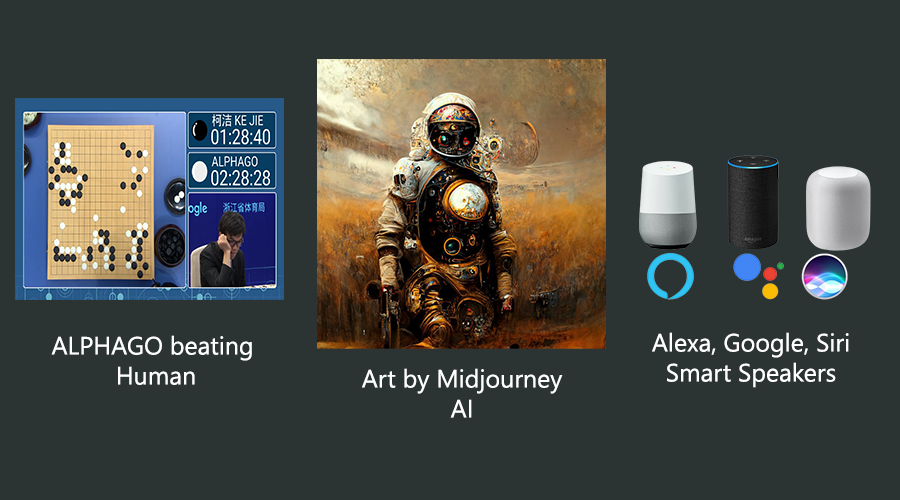 柯洁 KE JIE
01:28:40
ALPHAGO
02:28:28
ogle 浙江省体育局
ALPHAGO beating
Human
Art by Midjourney
AI
Alexa, Google, Siri
Smart Speakers